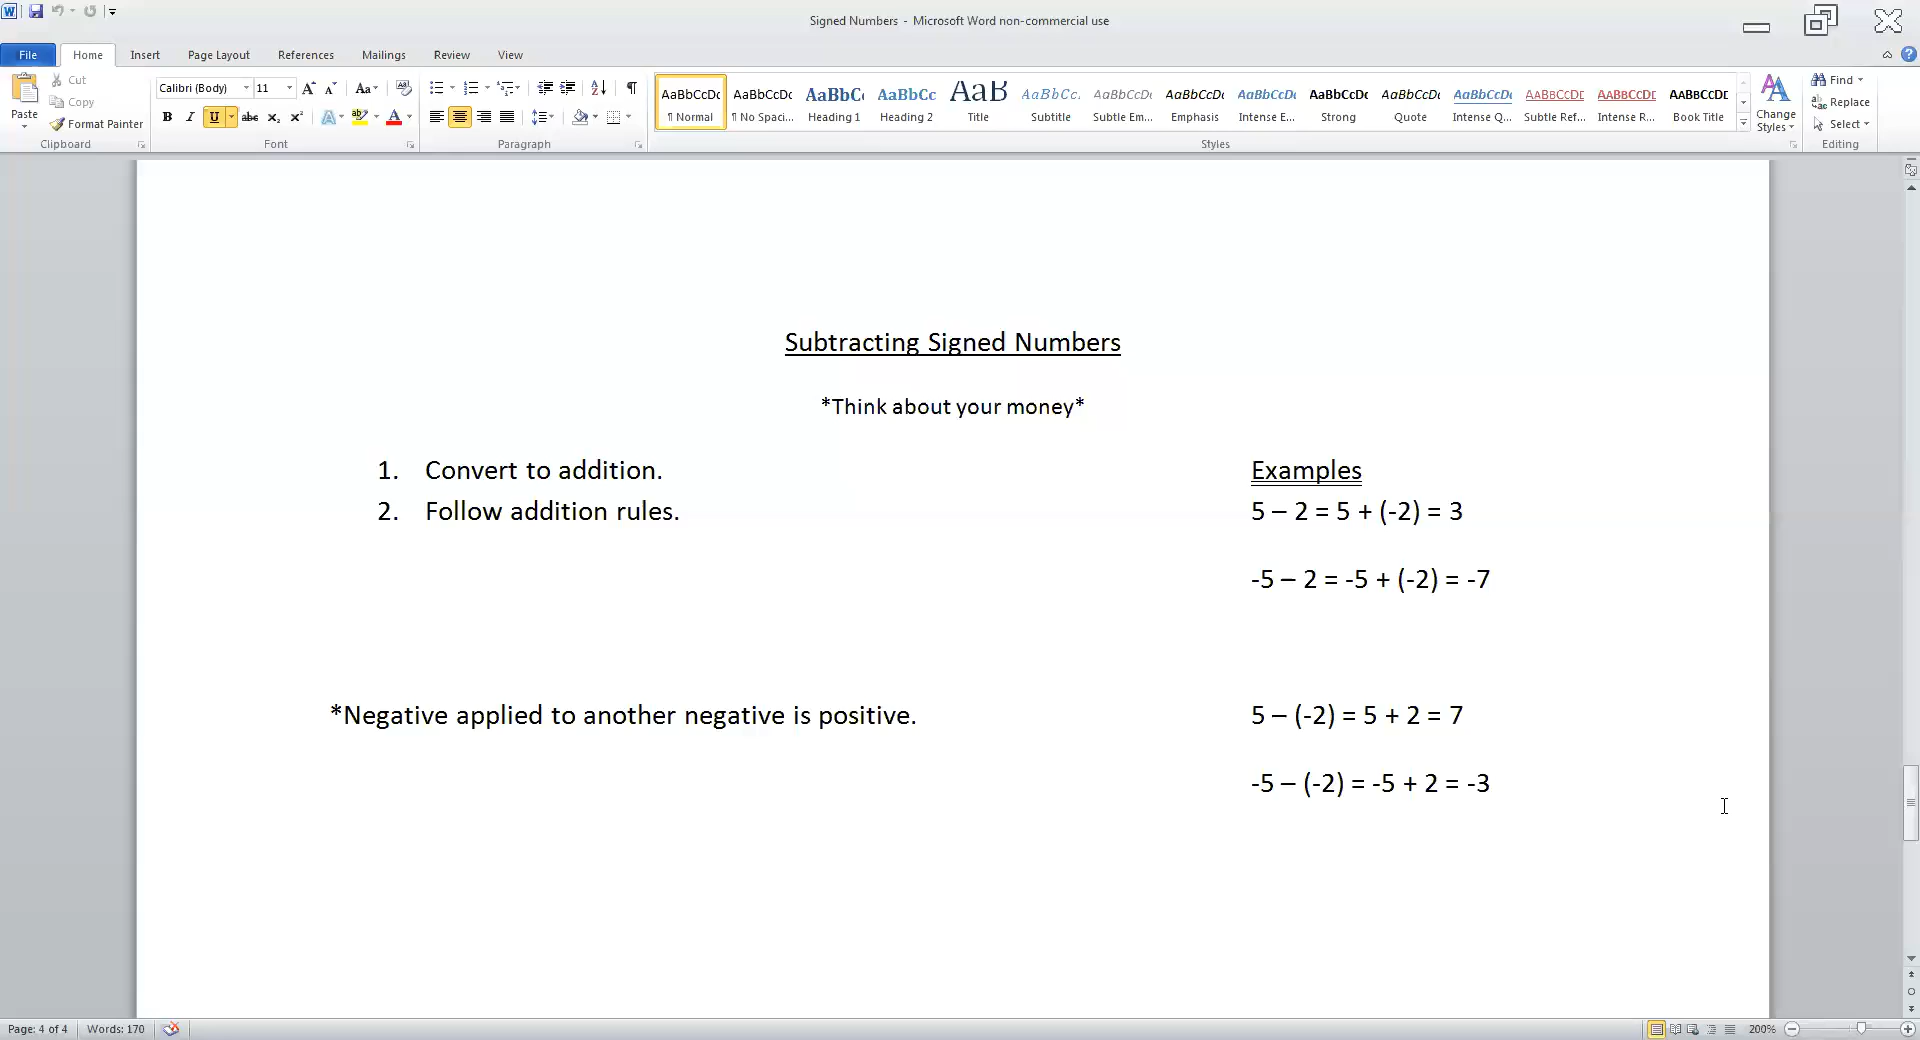 Signed Numbers - Microsoft Word non-commercial use
File Home Insert Page Layout References Mailings Review View
Paste
Cut
Copy
Format Painter
Clipboard
Calibri (Body) 11
Font
Paragraph
AaBbCcDc AaBbCcDc AaBbC AaBbCc AaB AaBbCc. AaBbCcDc AaBbCcDc AaBbCcDc AaBbCcDc AaBbCcDc AaBbCcDc AABBCCDE AABBCCDE AABBCCDE
¶ Normal ¶ No Spaci... Heading 1 Heading 2 Title Subtitle Subtle Em... Emphasis Intense E... Strong Quote Intense Q... Subtle Ref... Intense R... Book Title
Styles
Change
Styles
Find
Replace
Select
Editing
Subtracting Signed Numbers
*Think about your money*
1. Convert to addition.
2. Follow addition rules.
Examples
5 – 2 = 5 + (-2) = 3
-5 – 2 = -5 + (-2) = -7
*Negative applied to another negative is positive.
5 – (-2) = 5 + 2 = 7
-5 – (-2) = -5 + 2 = -3
Page: 4 of 4 Words: 170 200%